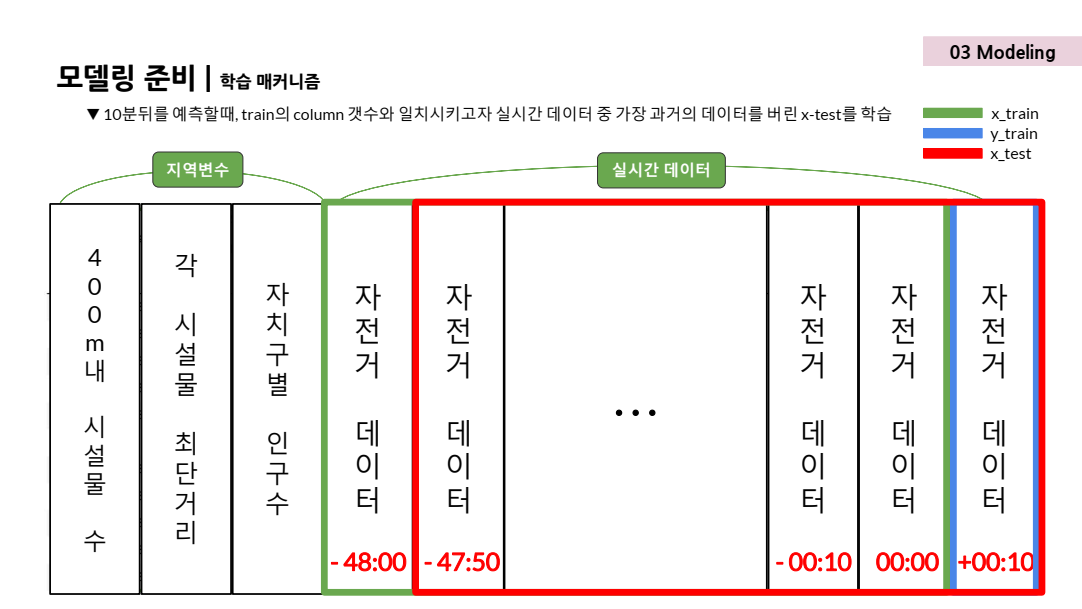 03 Modeling
모델링 준비 | 학습 매커니즘
▼ 10분뒤를 예측할때, train의 column 갯수와 일치시키고자 실시간 데이터 중 가장 과거의 데이터를 버린 x-test를 학습
x_train
y_train
x_test
지역변수
실시간 데이터
400m내 시설물 수
각 시설물 최단거리
자치구별 인구수
자전거 데이터
- 48:00
자전거 데이터
- 47:50
...
자전거 데이터
- 00:10
자전거 데이터
00:00
자전거 데이터
+00:10